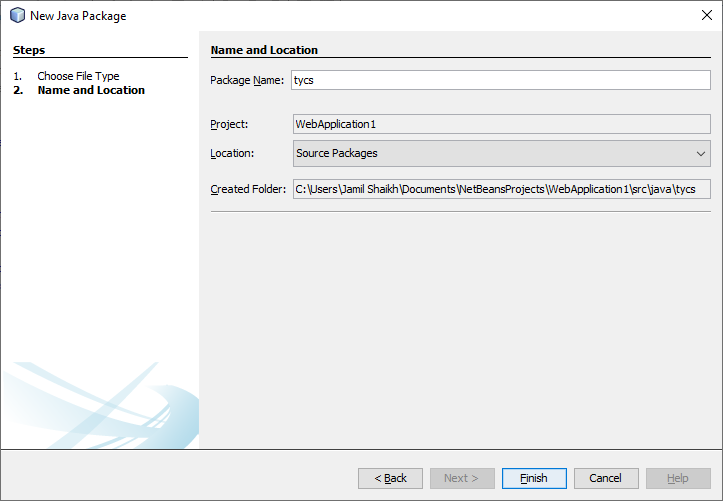 New Java Package
Steps
1. Choose File Type
2. Name and Location
Name and Location
Package Name: tycs
Project: WebApplication1
Location: Source Packages
Created Folder: C:\Users\Jamil Shaikh\Documents\NetBeansProjects\WebApplication1\src\java\tycs
< Back Next > Finish Cancel Help